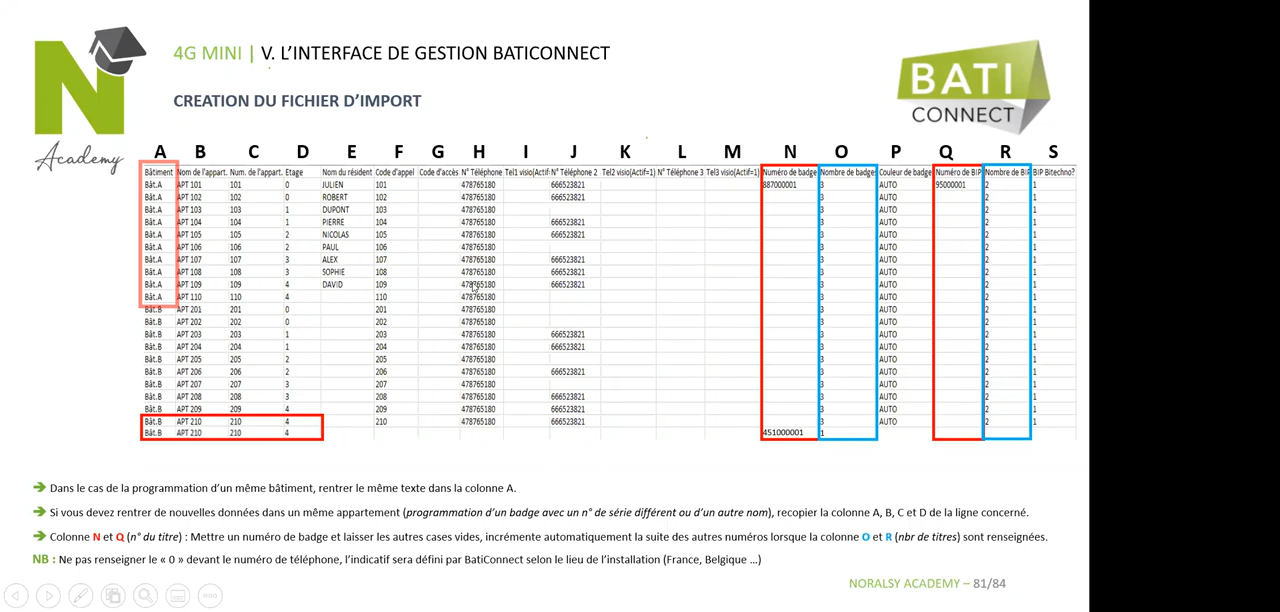 4G MINI | V. L'INTERFACE DE GESTION BATICONNECT
CREATION DU FICHIER D'IMPORT
N
Academy
BATI
CONNECT
A B C D E F G H I J K L M N O P Q R S
Bâtiment Nom de l'appart. Num. de l'appart. Etage Nom du résident Code d'appel Code d'accès N° Téléphone Tel1 visio(Actif= N° Téléphone 2 Tel2 visio(Actif=1) N° Téléphone 3 Tel3 visio(Actif=1) Numéro de badge Nombre de badges Couleur de badge Numéro de BIP Nombre de BIP BIP Bitechno?
Bât.A APT 101 101 0 JULIEN 101 478765180 666523821 887000001 3 AUTO 95000001 2 1
Bât.A APT 102 102 0 ROBERT 102 478765180 666523821 3 AUTO 2 1
Bât.A APT 103 103 1 DUPONT 103 478765180 3 AUTO 2 1
Bât.A APT 104 104 1 PIERRE 104 478765180 666523821 3 AUTO 2 1
Bât.A APT 105 105 2 NICOLAS 105 478765180 666523821 3 AUTO 2 1
Bât.A APT 106 106 2 PAUL 106 478765180 3 AUTO 2 1
Bât.A APT 107 107 3 ALEX 107 478765180 666523821 3 AUTO 2 1
Bât.A APT 108 108 3 SOPHIE 108 478765180 666523821 3 AUTO 2 1
Bât.A APT 109 109 4 DAVID 109 478765180 666523821 3 AUTO 2 1
Bât.A APT 110 110 4 110 478765180 3 AUTO 2 1
Bât.B APT 201 201 0 201 478765180 3 AUTO 2 1
Bât.B APT 202 202 0 202 478765180 3 AUTO 2 1
Bât.B APT 203 203 1 203 478765180 666523821 3 AUTO 2 1
Bât.B APT 204 204 1 204 478765180 666523821 3 AUTO 2 1
Bât.B APT 205 205 2 205 478765180 3 AUTO 2 1
Bât.B APT 206 206 2 206 478765180 666523821 3 AUTO 2 1
Bât.B APT 207 207 3 207 478765180 3 AUTO 2 1
Bât.B APT 208 208 3 208 478765180 666523821 3 AUTO 2 1
Bât.B APT 209 209 4 209 478765180 666523821 3 AUTO 2 1
Bât.B APT 210 210 4 210 478765180 666523821 3 AUTO 2 1
Bât.B APT 210 210 4 451000001 1
Dans le cas de la programmation d'un même bâtiment, rentrer le même texte dans la colonne A.
Si vous devez rentrer de nouvelles données dans un même appartement (programmation d'un badge avec un n° de série différent ou d'un autre nom), recopier la colonne A, B, C et D de la ligne concerné.
Colonne N et Q (n° du titre) : Mettre un numéro de badge et laisser les autres cases vides, incrémente automatiquement la suite des autres numéros lorsque la colonne O et R (nbr de titres) sont renseignées.
NB : Ne pas renseigner le « 0 » devant le numéro de téléphone, l'indicatif sera défini par BatiConnect selon le lieu de l'installation (France, Belgique ...)
NORALSY ACADEMY – 81/84